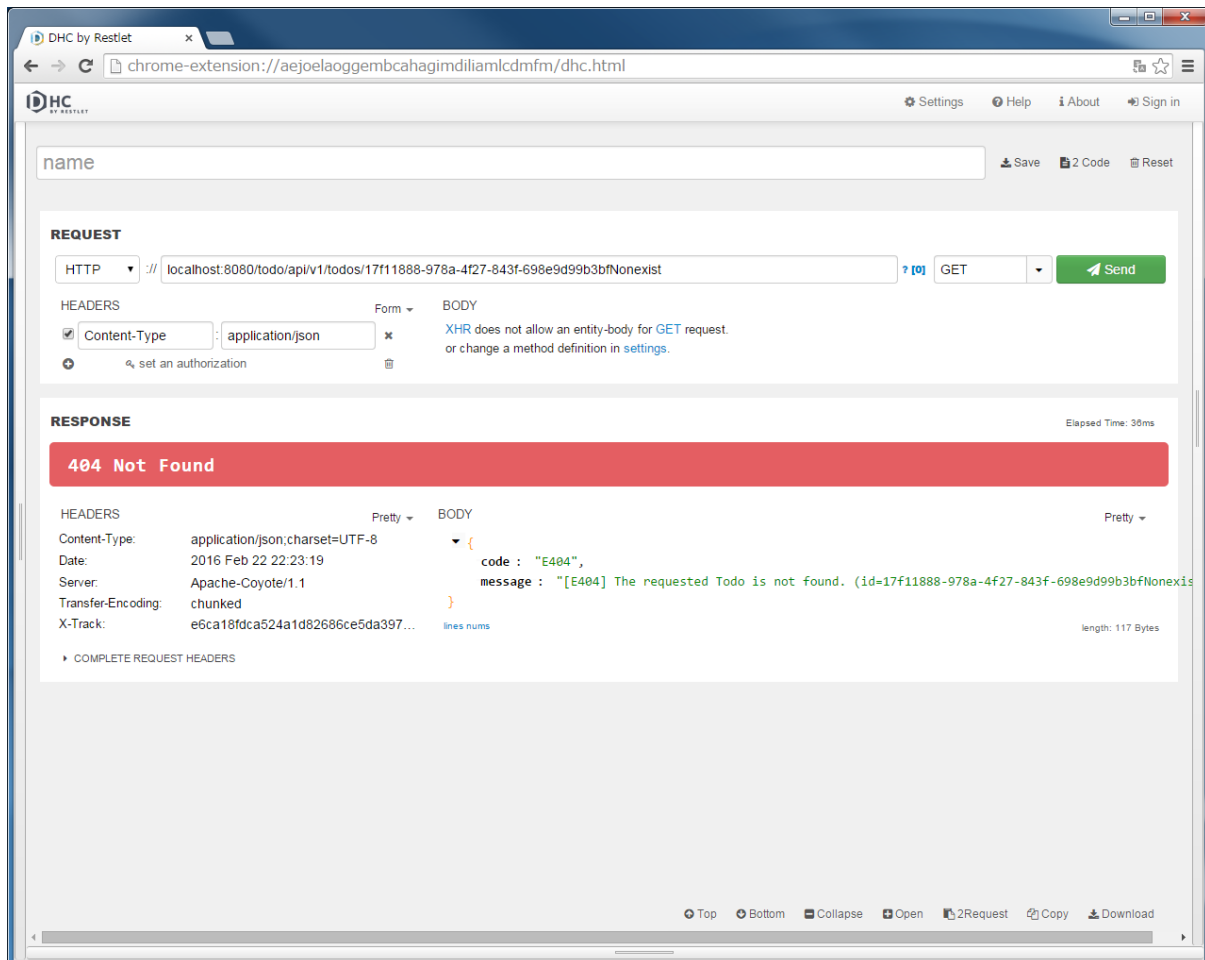 DHC by Restlet
chrome-extension://aejoelaoggembcahagimdiliamlcdmfm/dhc.html
DHC BY RESTLET Settings Help About Sign in
name Save 2 Code Reset
REQUEST
HTTP :// localhost:8080/todo/api/v1/todos/17f11888-978a-4f27-843f-698e9d99b3bfNonexist ? [0] GET Send
HEADERS Form BODY
Content-Type : application/json XHR does not allow an entity-body for GET request.
or change a method definition in settings.
set an authorization
RESPONSE Elapsed Time: 36ms
404 Not Found
HEADERS Pretty BODY Pretty
Content-Type: application/json;charset=UTF-8 {
Date: 2016 Feb 22 22:23:19 code : "E404",
Server: Apache-Coyote/1.1 message : "[E404] The requested Todo is not found. (id=17f11888-978a-4f27-843f-698e9d99b3bfNonexis
Transfer-Encoding: chunked }
X-Track: e6ca18fdca524a1d82686ce5da397... lines nums length: 117 Bytes
COMPLETE REQUEST HEADERS
Top Bottom Collapse Open 2Request Copy Download